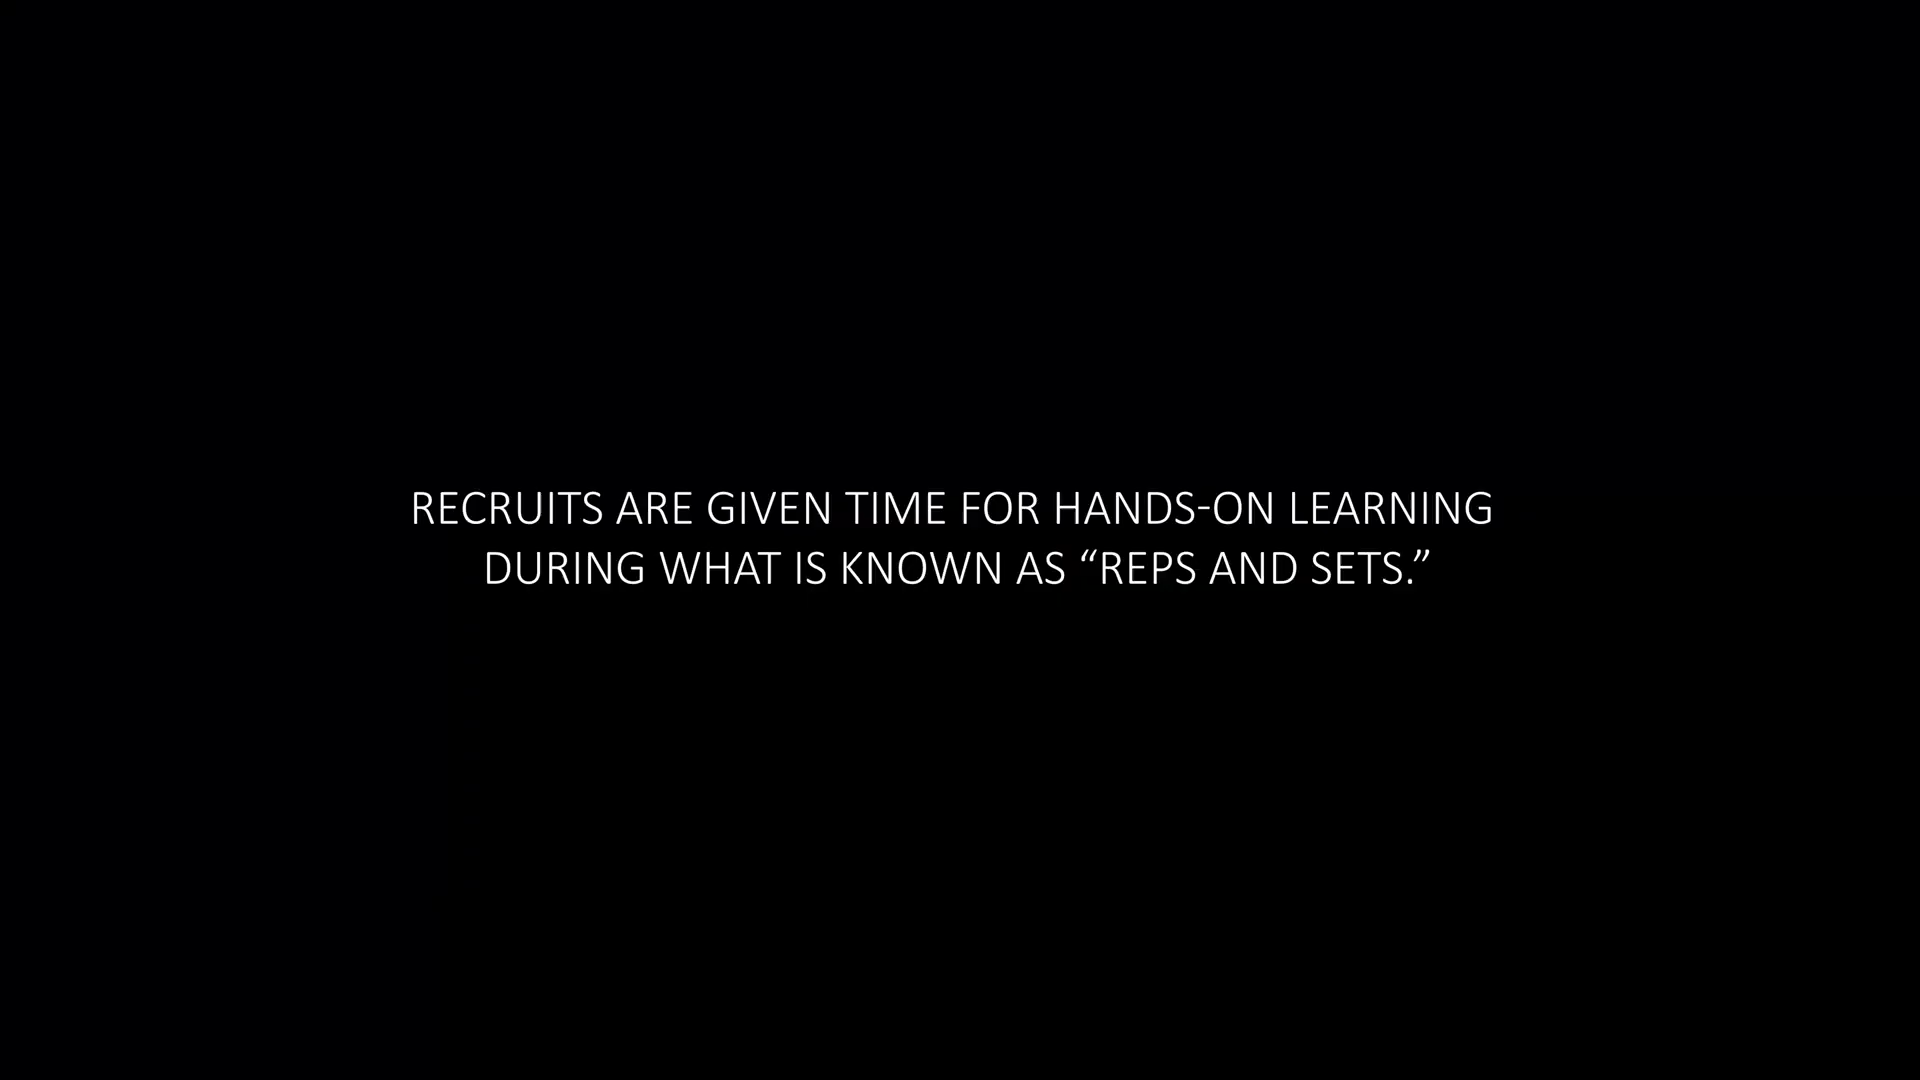 RECRUITS ARE GIVEN TIME FOR HANDS-ON LEARNING
DURING WHAT IS KNOWN AS “REPS AND SETS.”